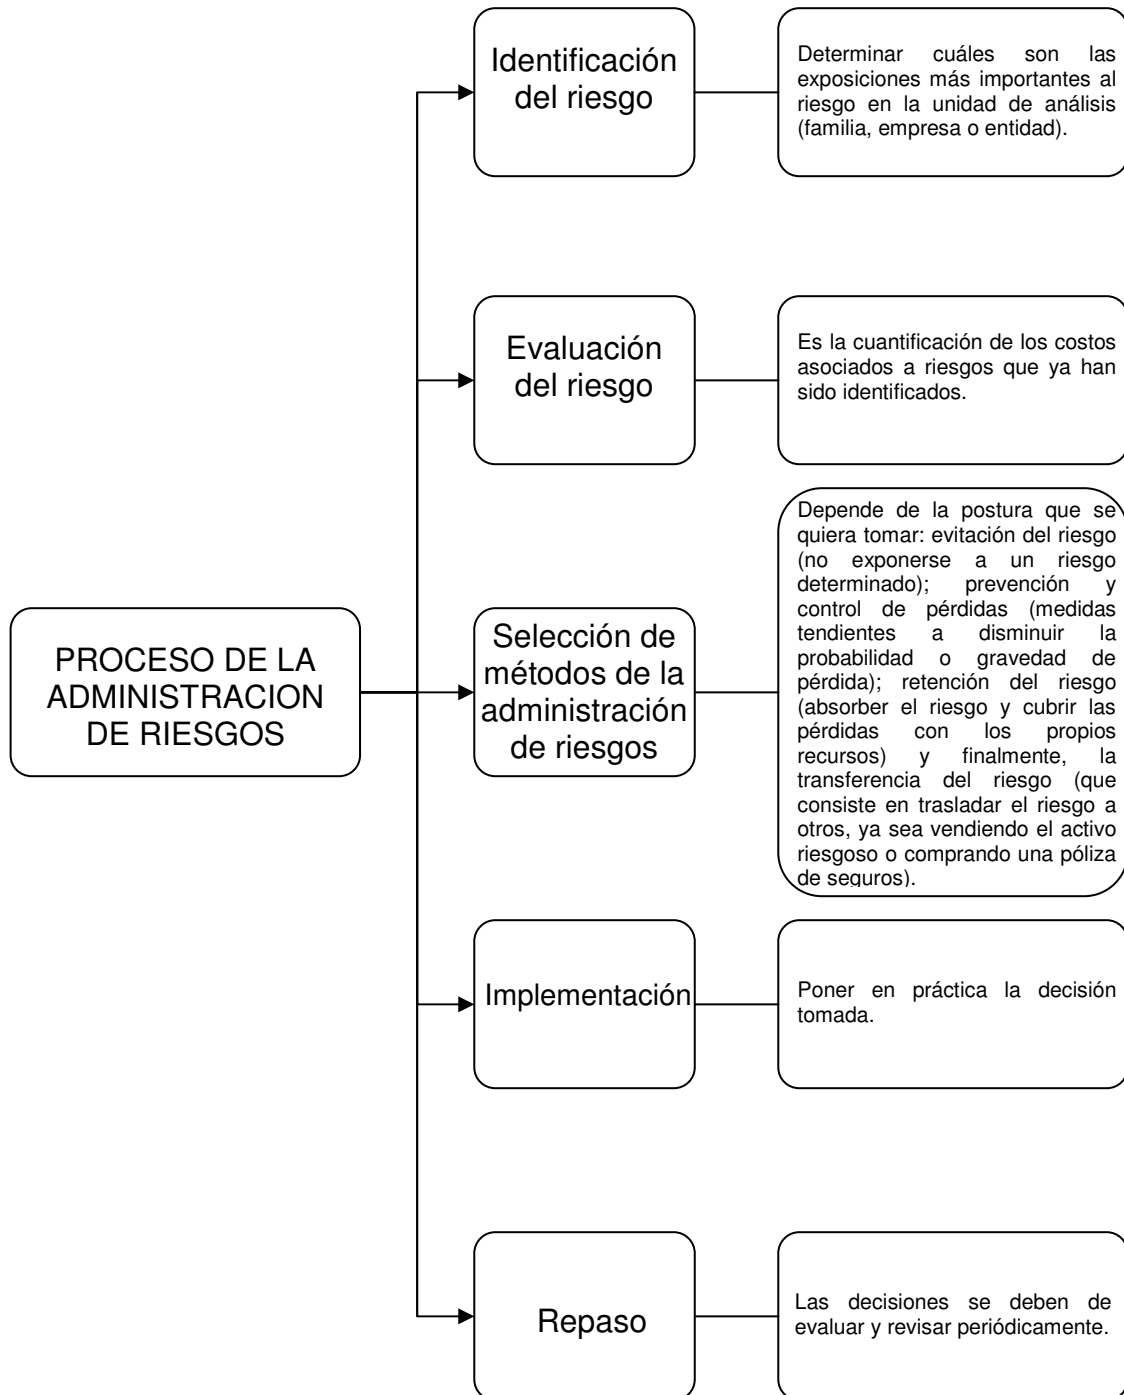 PROCESO DE LA
ADMINISTRACION
DE RIESGOS
Identificación
del riesgo
Determinar cuáles son las
exposiciones más importantes al
riesgo en la unidad de análisis
(familia, empresa o entidad).
Evaluación
del riesgo
Es la cuantificación de los costos
asociados a riesgos que ya han
sido identificados.
Selección de
métodos de la
administración
de riesgos
Depende de la postura que se
quiera tomar: evitación del riesgo
(no exponerse a un riesgo
determinado); prevención y
control de pérdidas (medidas
tendientes a disminuir la
probabilidad o gravedad de
pérdida); retención del riesgo
(absorber el riesgo y cubrir las
pérdidas con los propios
recursos) y finalmente, la
transferencia del riesgo (que
consiste en trasladar el riesgo a
otros, ya sea vendiendo el activo
riesgoso o comprando una póliza
de seguros).
Implementación
Poner en práctica la decisión
tomada.
Repaso
Las decisiones se deben de
evaluar y revisar periódicamente.